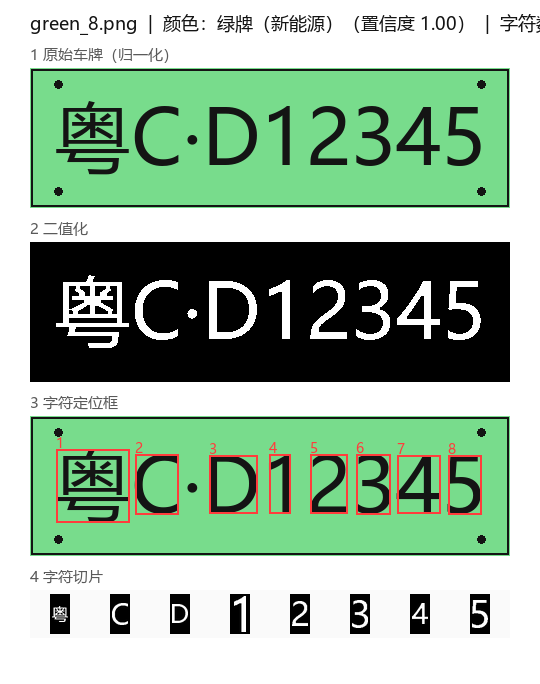 green_8.png | 颜色：绿牌（新能源）（置信度 1.00） | 字符
1 原始车牌（归一化）
粤C·D12345
2 二值化
粤C·D12345
3 字符定位框
1 2 3 4 5 6 7 8
粤C·D12345
4 字符切片
粤 C D 1 2 3 4 5